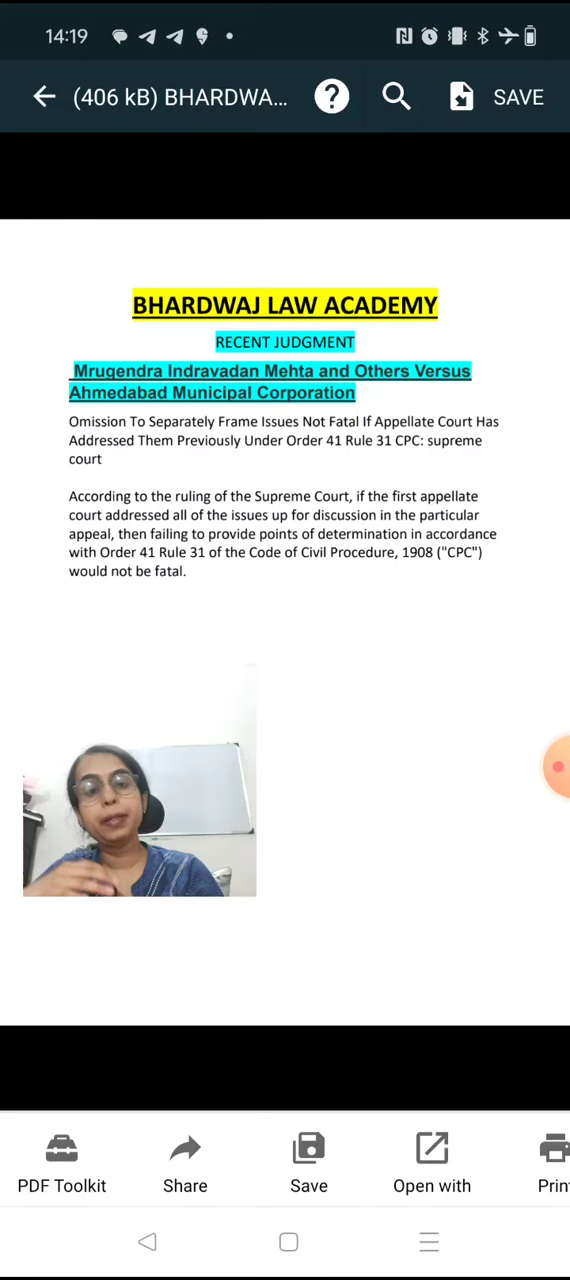 14:19
(406 kB) BHARDWA...
?
SAVE
BHARDWAJ LAW ACADEMY
RECENT JUDGMENT
Mrugendra Indravadan Mehta and Others Versus
Ahmedabad Municipal Corporation
Omission To Separately Frame Issues Not Fatal If Appellate Court Has
Addressed Them Previously Under Order 41 Rule 31 CPC: supreme
court
According to the ruling of the Supreme Court, if the first appellate
court addressed all of the issues up for discussion in the particular
appeal, then failing to provide points of determination in accordance
with Order 41 Rule 31 of the Code of Civil Procedure, 1908 ("CPC")
would not be fatal.
PDF Toolkit Share Save Open with Prin